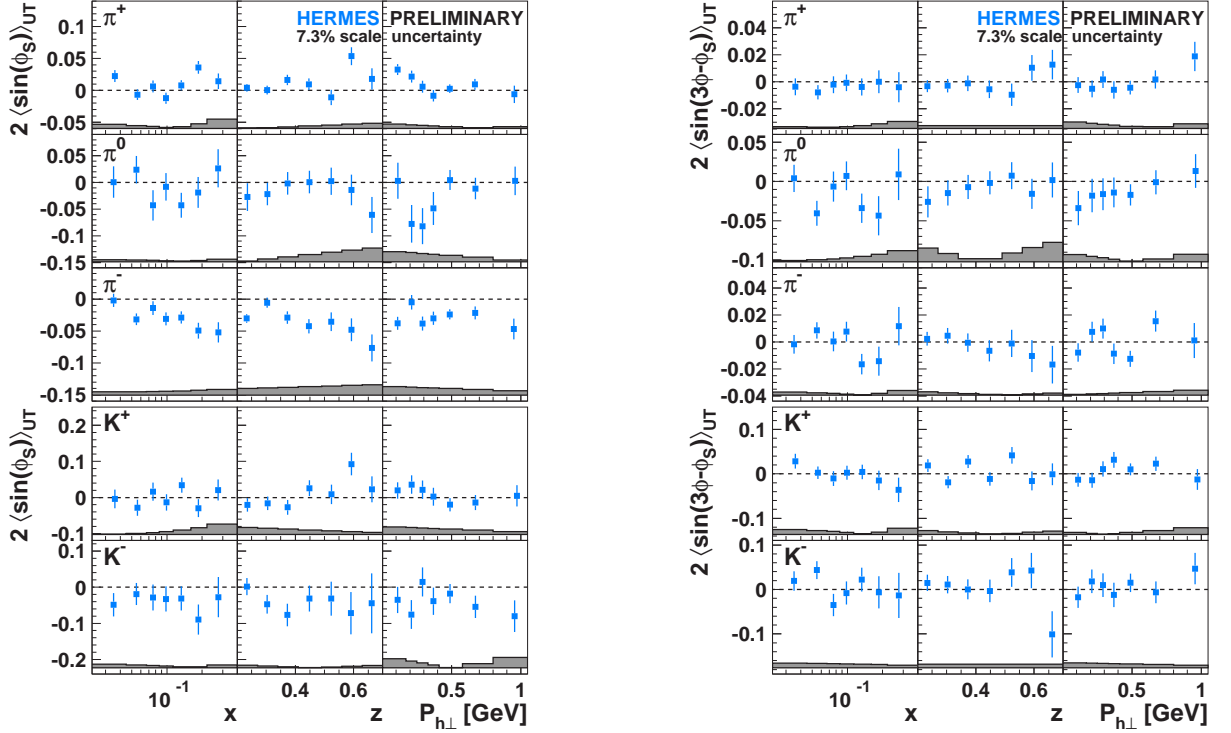 2 ⟨sin(ϕS)⟩UT
π+
HERMES PRELIMINARY
7.3% scale uncertainty
0.1
0.05
0
-0.05
π0
0.05
0
-0.05
-0.1
-0.15
π-
0
-0.05
-0.1
-0.15
2 ⟨sin(ϕS)⟩UT
K+
0.2
0.1
0
-0.1
K-
0
-0.1
-0.2
10-1
0.4 0.6
0.5 1
x z Ph⊥ [GeV]
2 ⟨sin(3ϕ-ϕS)⟩UT
π+
HERMES PRELIMINARY
7.3% scale uncertainty
0.04
0.02
0
-0.02
π0
0.05
0
-0.05
-0.1
π-
0.04
0.02
0
-0.02
-0.04
2 ⟨sin(3ϕ-ϕS)⟩UT
K+
0.1
0
0.1
K-
0.1
0
0.1
10-1
0.4 0.6
0.5 1
x z Ph⊥ [GeV]